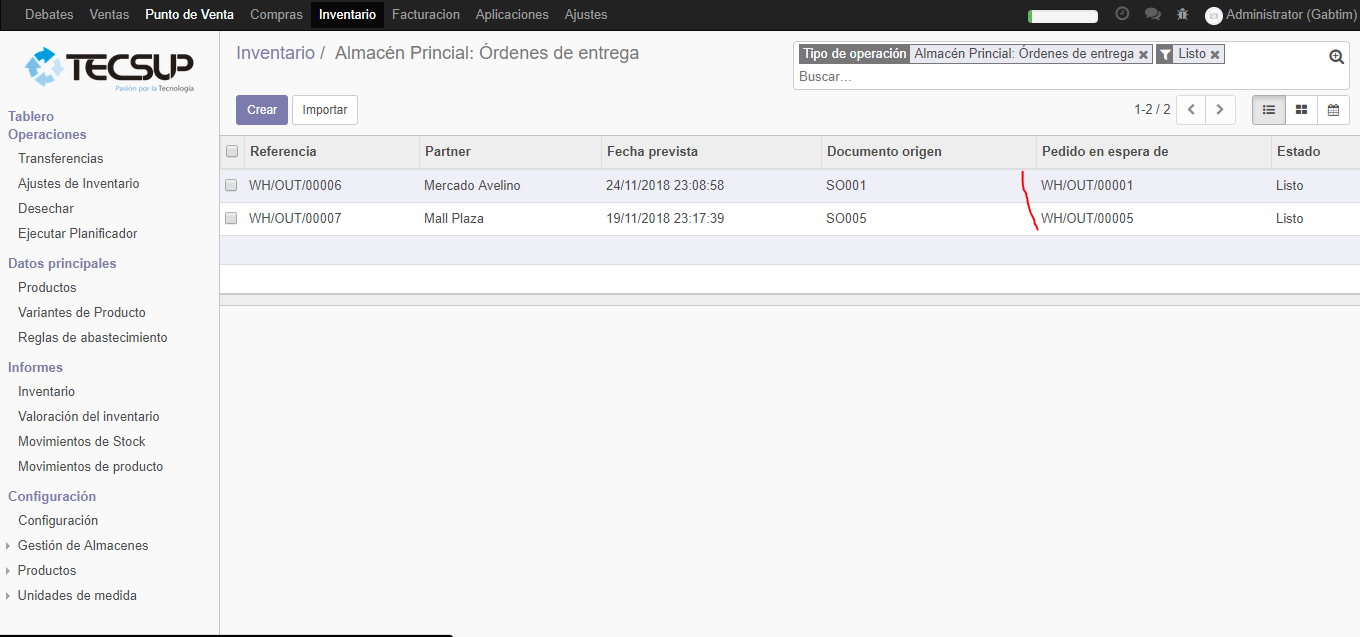 Debates Ventas Punto de Venta Compras Inventario Facturacion Aplicaciones Ajustes Administrator (Gabtim)
TECSUP
Pasión por la Tecnología
Tablero
Operaciones
Transferencias
Ajustes de Inventario
Desechar
Ejecutar Planificador
Datos principales
Productos
Variantes de Producto
Reglas de abastecimiento
Informes
Inventario
Valoración del inventario
Movimientos de Stock
Movimientos de producto
Configuración
Configuración
Gestión de Almacenes
Productos
Unidades de medida
Inventario / Almacén Princial: Órdenes de entrega
Tipo de operación Almacén Princial: Órdenes de entrega Listo
Buscar...
Crear Importar 1-2 / 2
Referencia Partner Fecha prevista Documento origen Pedido en espera de Estado
WH/OUT/00006 Mercado Avelino 24/11/2018 23:08:58 SO001 WH/OUT/00001 Listo
WH/OUT/00007 Mall Plaza 19/11/2018 23:17:39 SO005 WH/OUT/00005 Listo